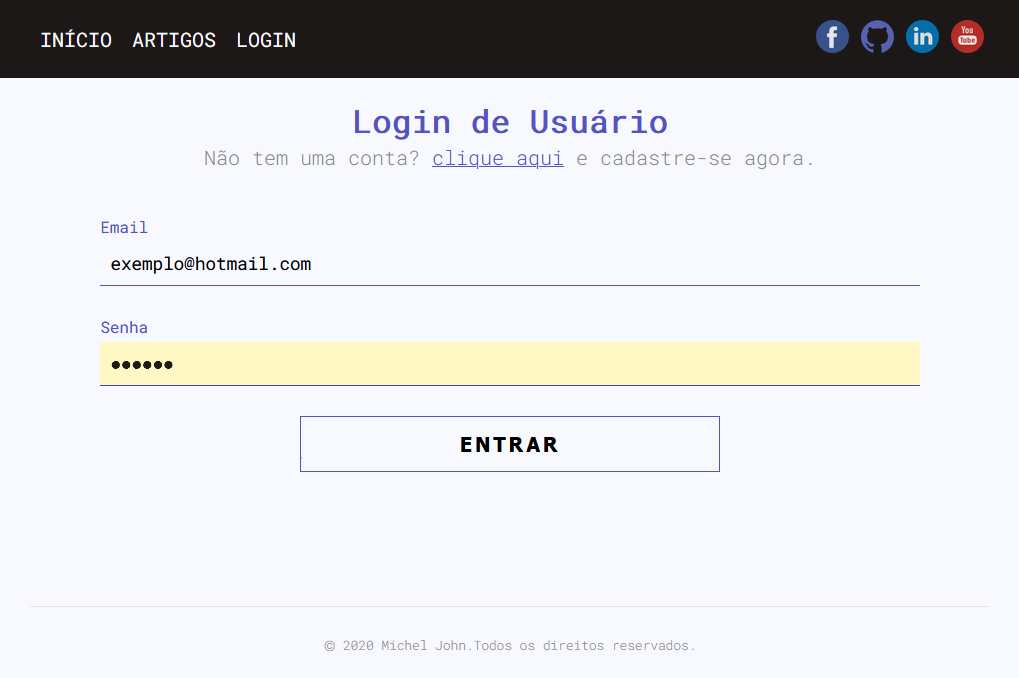 INÍCIO ARTIGOS LOGIN
f in You Tube
Login de Usuário
Não tem uma conta? clique aqui e cadastre-se agora.
Email
exemplo@hotmail.com
Senha
••••••
ENTRAR
© 2020 Michel John.Todos os direitos reservados.